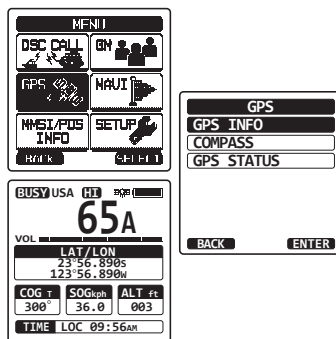 MENU
DSC CALL
GM
GPS
NAVI
MMSI/POS
INFO
SETUP
BACK
SELECT
GPS
GPS INFO
COMPASS
GPS STATUS
BACK
ENTER
BUSY USA HI
65A
VOL
LAT/LON
23°56.890S
123°56.890W
COG T
SOGkph
ALT ft
300°
36.0
003
TIME LOC 09:56AM